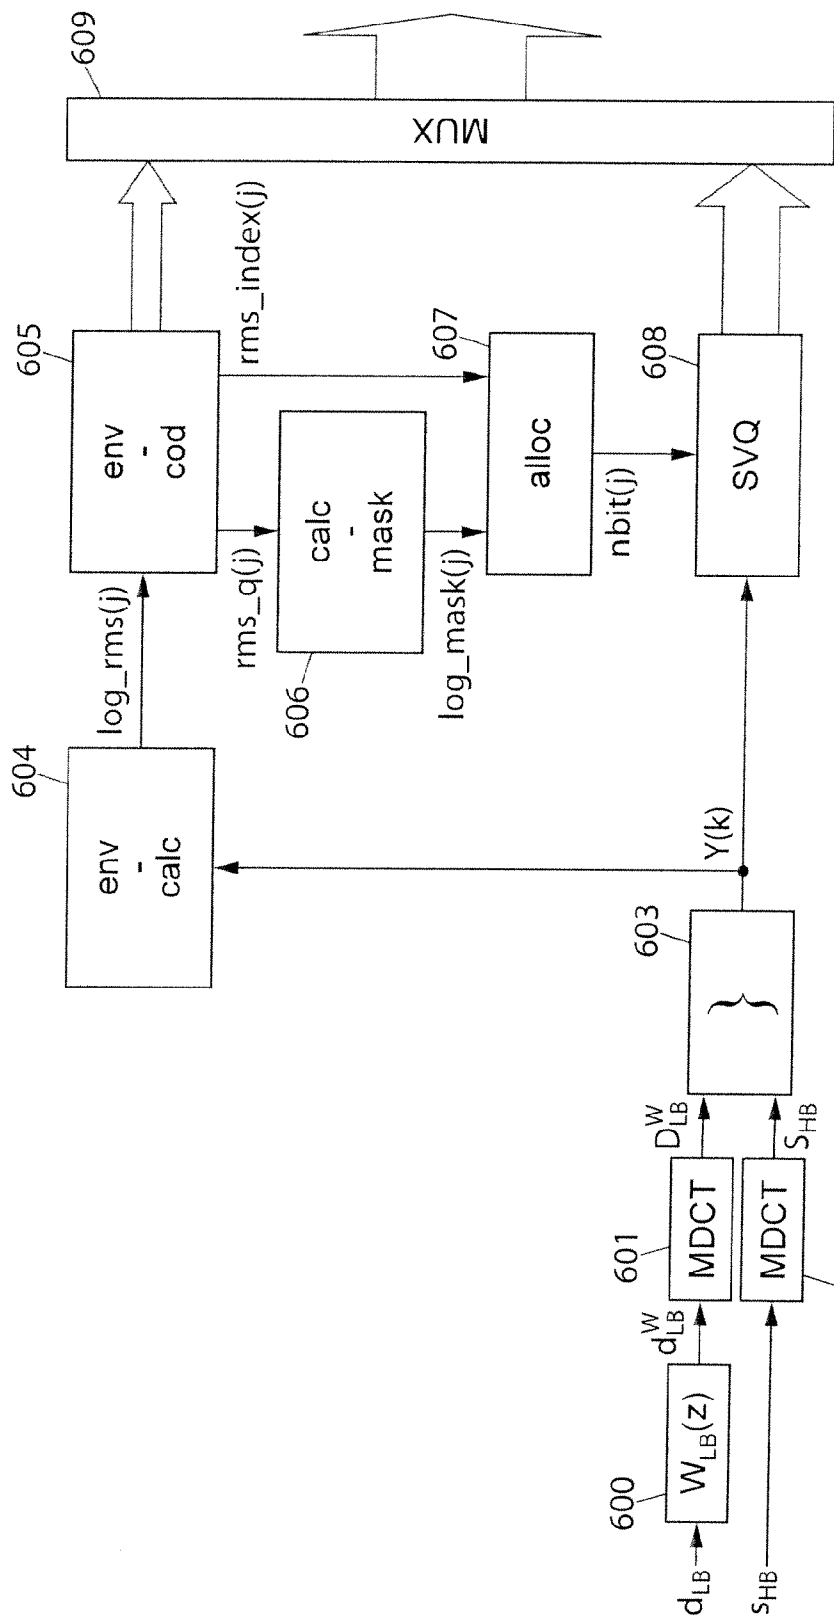 609
MUX
605
env
-
cod
rms_index(j)
607
alloc
nbit(j)
608
SVQ
log_rms(j)
rms_q(j)
calc
-
mask
606
log_mask(j)
604
env
-
calc
Y(k)
603
}
D^W_LB
S_HB
601
MDCT
MDCT
d^W_LB
600
W_LB(z)
d_LB
s_HB